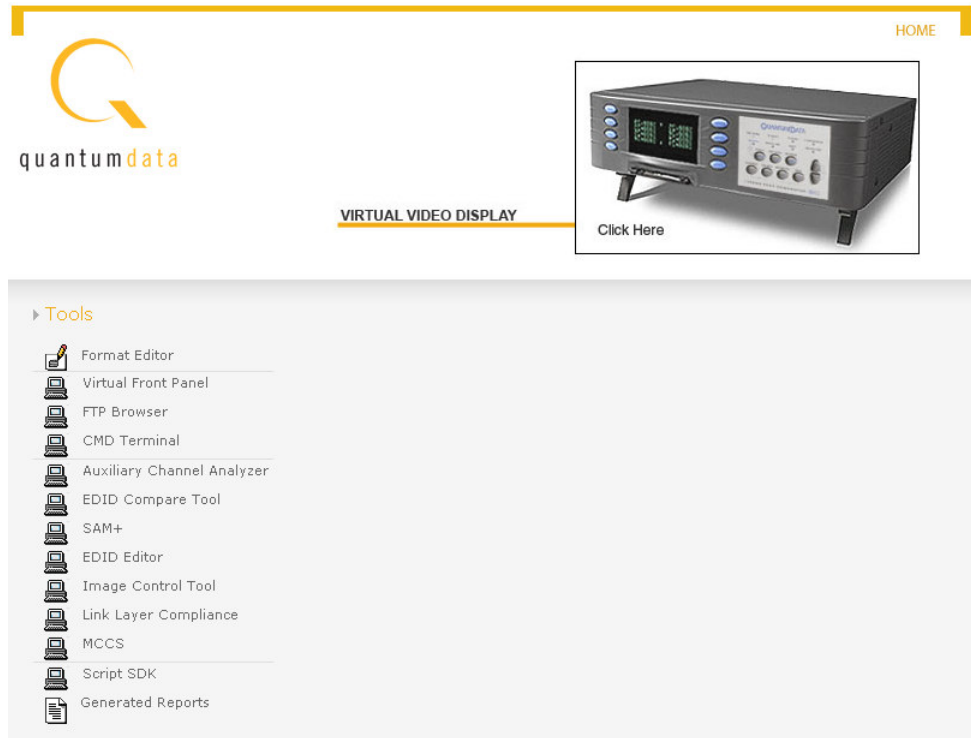 HOME
quantumdata
QUANTUMDATA
VIRTUAL VIDEO DISPLAY
Click Here
Tools
Format Editor
Virtual Front Panel
FTP Browser
CMD Terminal
Auxiliary Channel Analyzer
EDID Compare Tool
SAM+
EDID Editor
Image Control Tool
Link Layer Compliance
MCCS
Script SDK
Generated Reports